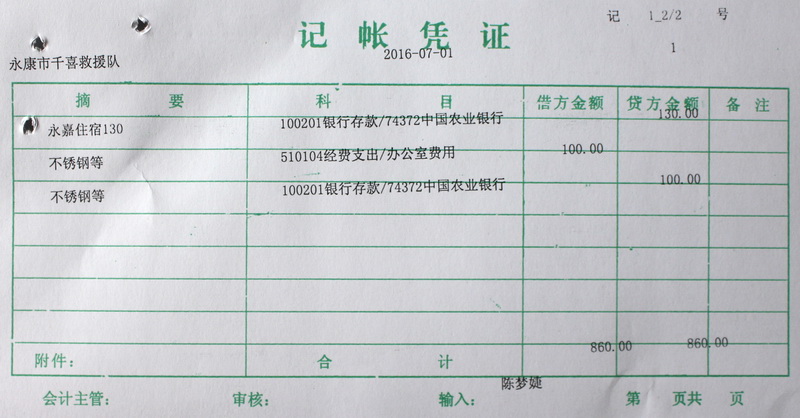 记 1_2/2 号
记帐凭证
2016-07-01
1
永康市千喜救援队
摘要 科目 借方金额 贷方金额 备注
永嘉住宿130 100201银行存款/74372中国农业银行 130.00
不锈钢等 510104经费支出/办公室费用 100.00
不锈钢等 100201银行存款/74372中国农业银行 100.00
附件: 合计 860.00 860.00
会计主管: 审核: 输入: 陈梦婕 第 页共 页